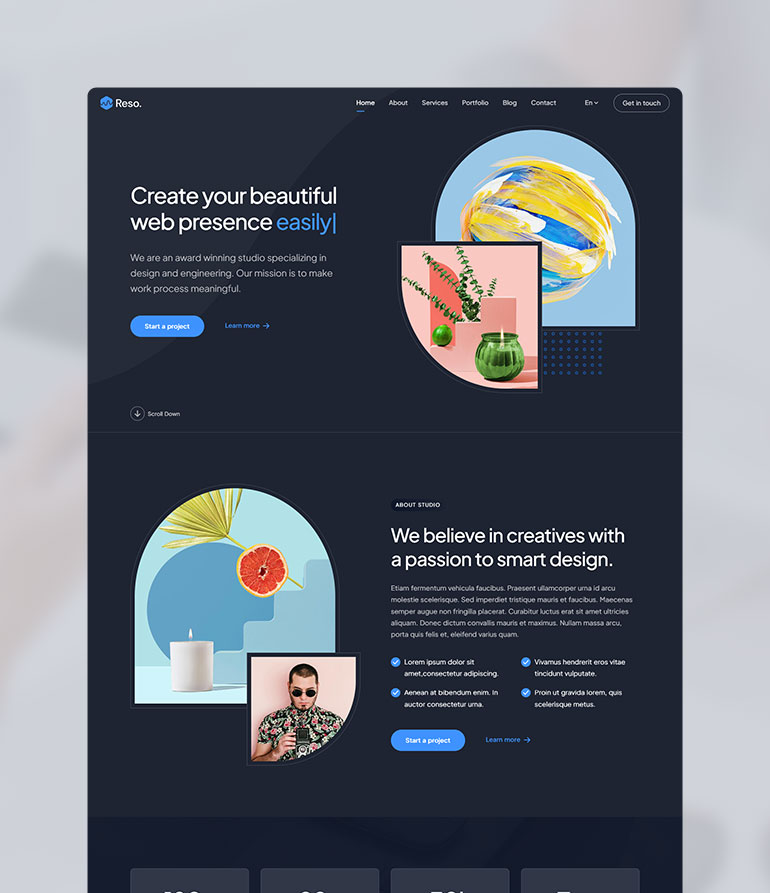 Reso.
Home About Services Portfolio Blog Contact En Get in touch
Create your beautiful
web presence easily|
We are an award winning studio specializing in
design and engineering. Our mission is to make
work process meaningful.
Start a project Learn more →
Scroll Down
ABOUT STUDIO
We believe in creatives with
a passion to smart design.
Etiam fermentum vehicula faucibus. Praesent ullamcorper urna id arcu
molestie scelerisque. Sed imperdiet tristique mauris et faucibus. Maecenas
semper augue non fringilla placerat. Curabitur luctus erat sit amet ultricies
aliquam. Donec dictum convallis mauris et maximus. Nullam massa arcu,
porta quis felis et, eleifend varius quam.
Lorem ipsum dolor sit
amet,consectetur adipiscing.
Vivamus hendrerit eros vitae
tincidunt vulputate.
Aenean at bibendum enim. In
auctor consectetur urna.
Proin ut gravida lorem, quis
scelerisque metus.
Start a project Learn more →